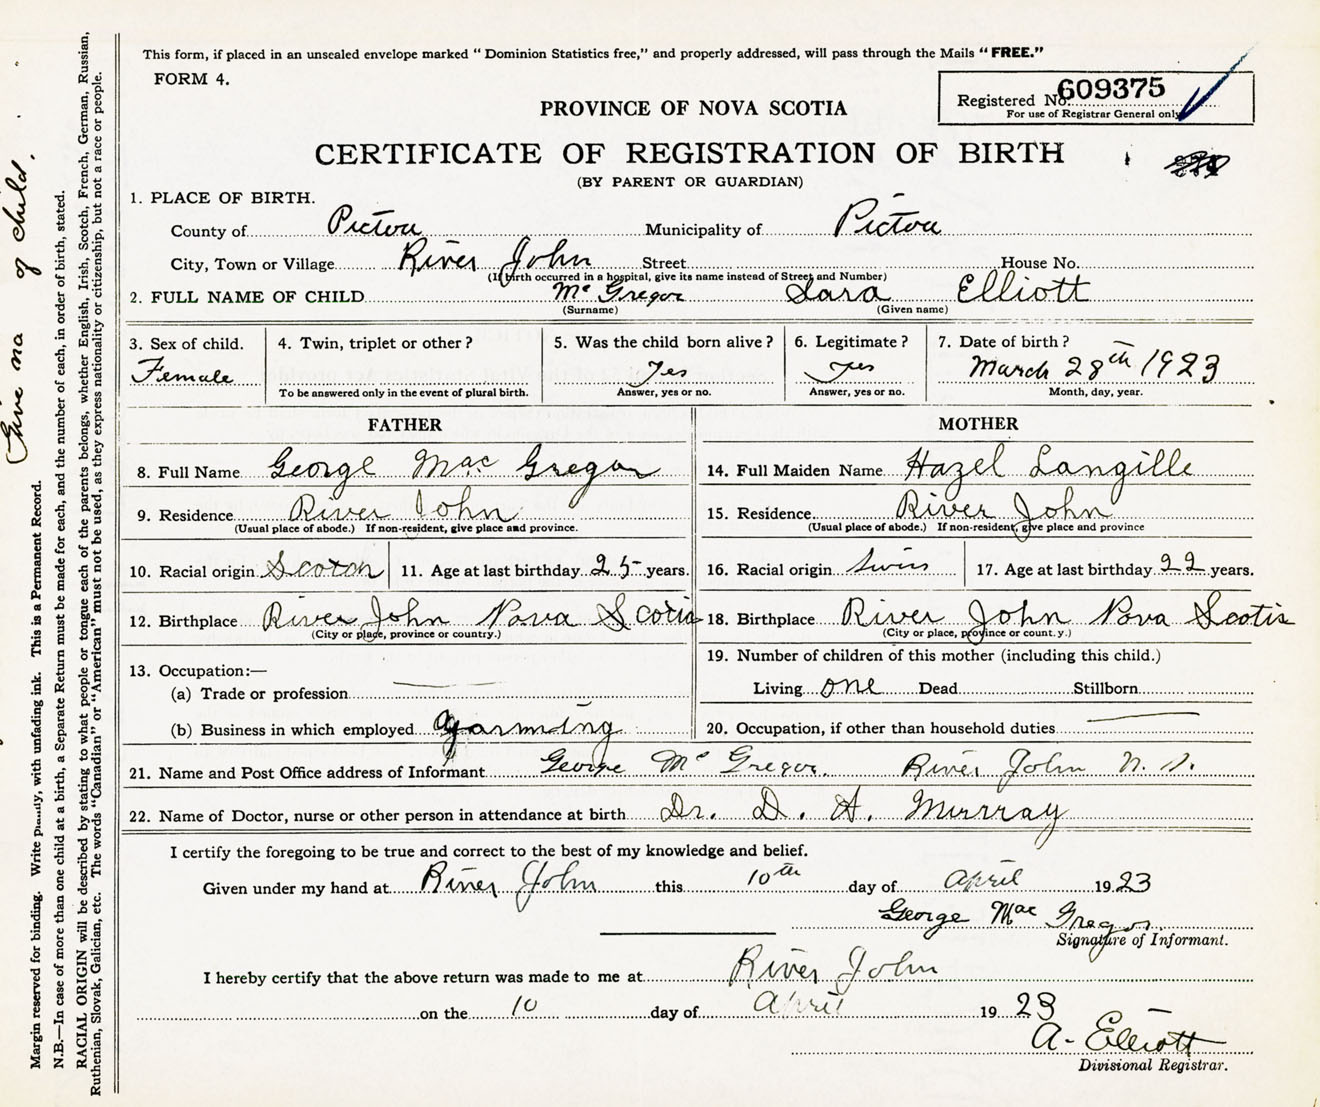 This form, if placed in an unsealed envelope marked “Dominion Statistics free,” and properly addressed, will pass through the Mails “FREE.”
FORM 4.
Registered No. 609375
For use of Registrar General only
PROVINCE OF NOVA SCOTIA
CERTIFICATE OF REGISTRATION OF BIRTH
(BY PARENT OR GUARDIAN)
1. PLACE OF BIRTH.
County of Pictou Municipality of Pictou
City, Town or Village River John Street House No.
(If birth occurred in a hospital, give its name instead of Street and Number)
2. FULL NAME OF CHILD McGregor Sara Elliott
(Surname) (Given name)
3. Sex of child. 4. Twin, triplet or other? 5. Was the child born alive? 6. Legitimate? 7. Date of birth?
Female Yes Yes March 28th 1923
To be answered only in the event of plural birth. Answer, yes or no. Answer, yes or no. Month, day, year.
FATHER MOTHER
8. Full Name George MacGregor 14. Full Maiden Name Hazel Langille
9. Residence River John 15. Residence River John
(Usual place of abode.) If non-resident, give place and province. (Usual place of abode.) If non-resident, give place and province
10. Racial origin Scotch 11. Age at last birthday 25 years. 16. Racial origin Swiss 17. Age at last birthday 22 years.
12. Birthplace River John Nova Scotia 18. Birthplace River John Nova Scotia
(City or place, province or country.) (City or place, province or count.y.)
13. Occupation:— 19. Number of children of this mother (including this child.)
(a) Trade or profession Living one Dead Stillborn
(b) Business in which employed Farming 20. Occupation, if other than household duties
21. Name and Post Office address of Informant George McGregor. River John N. S.
22. Name of Doctor, nurse or other person in attendance at birth Dr. D. A. Murray
I certify the foregoing to be true and correct to the best of my knowledge and belief.
Given under my hand at River John this 10th day of April 1923
George MacGregor
Signature of Informant.
I hereby certify that the above return was made to me at River John
on the 10 day of April 1923
A. Elliott
Divisional Registrar.
Give na of child.
Margin reserved for binding. Write plainly, with unfading ink. This is a Permanent Record.
N.B.—In case of more than one child at a birth, a Separate Return must be made for each, and the number of each, in order of birth, stated.
RACIAL ORIGIN will be described by stating to what people or tongue each of the parents belongs, whether English, Irish, Scotch, French, German, Russian,
Ruthenian, Slovak, Galician, etc. The words “Canadian” or “American” must not be used, as they express nationality or citizenship, but not a race or people.